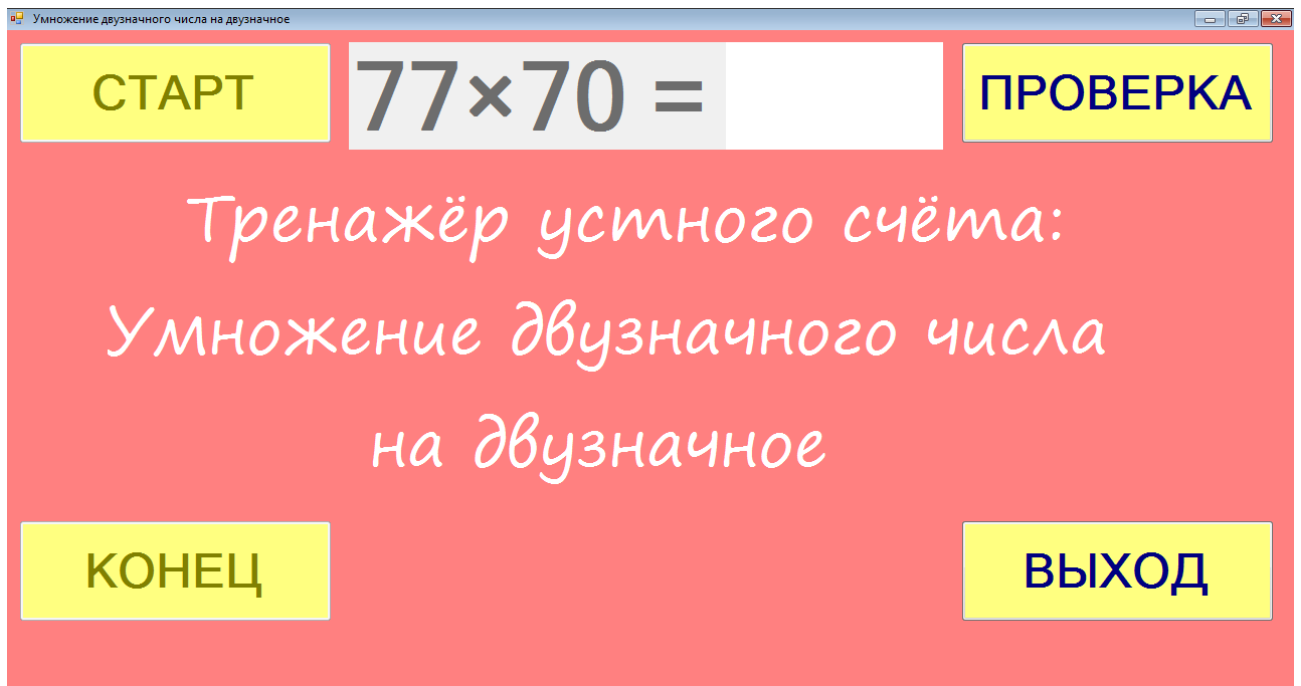 Умножение двузначного числа на двузначное
СТАРТ
77×70 =
ПРОВЕРКА
Тренажёр устного счёта:
Умножение двузначного числа
на двузначное
КОНЕЦ
ВЫХОД